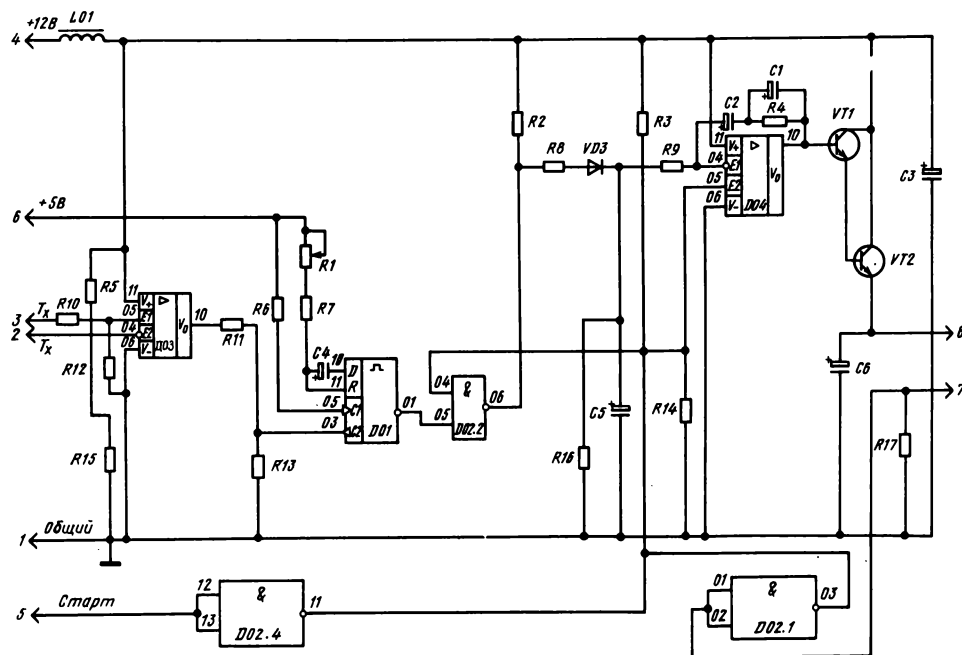 4 +12В L01
C1
C2 R4
R2 R3
11 V+ ▷ 10 VT1
R8 VD3 R9 04 E1 V0
05 E2
06 V- D04
C3
6 +5В
R1
VT2
R5
R6 R7
11 V+ ▷
3 Tx R10 05 E1 V0 10
2 Tx 04 E2 R11
06 V- D03
R12
C4 10 D
11 R
05 C1 01
03 C2 D01
04 & 06
05 D02.2
8
C6
7
C5 R14
R17
R15 R13 R16
1 Общий
5 Старт
12 & 11
13 D02.4
01 & 03
02 D02.1